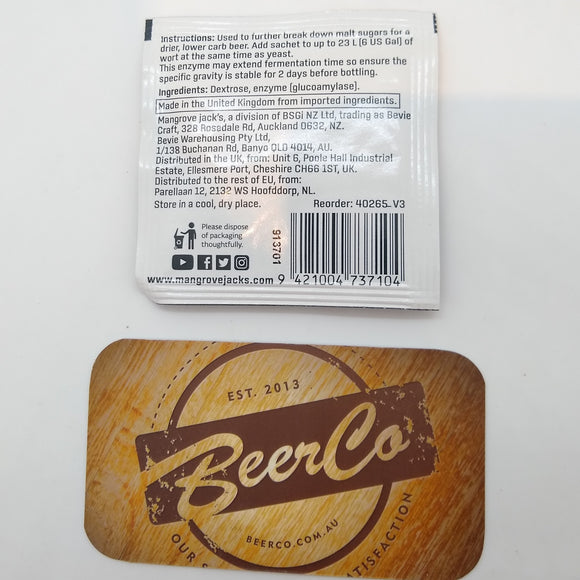 Instructions: Used to further break down malt sugars for a
drier, lower carb beer. Add sachet to up to 23 L (6 US Gal) of
wort at the same time as yeast.
This enzyme may extend fermentation time so ensure the
specific gravity is stable for 2 days before bottling.
Ingredients: Dextrose, enzyme (glucoamylase).
Made in the United Kingdom from imported ingredients.
Mangrove jack's, a division of BSGi NZ Ltd, trading as Bevie
Craft, 328 Rosedale Rd, Auckland 0632, NZ.
Bevie Warehousing Pty Ltd,
1/138 Buchanan Rd, Banyo QLD 4014, AU.
Distributed in the UK, from: Unit 6, Poole Hall Industrial
Estate, Ellesmere Port, Cheshire CH66 1ST, UK.
Distributed to the rest of EU, from:
Parellaan 12, 2132 WS Hoofddorp, NL.
Store in a cool, dry place.
Reorder: 40265_V3
Please dispose
of packaging
thoughtfully.
913701
www.mangrovejacks.com
9 421004 737104
EST. 2013
BeerCo
BEERCO.COM.AU
OUR